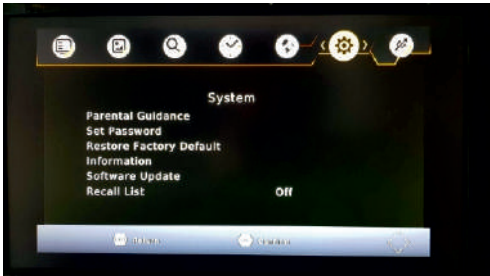 System
Parental Guidance
Set Password
Restore Factory Default
Information
Software Update
Recall List Off